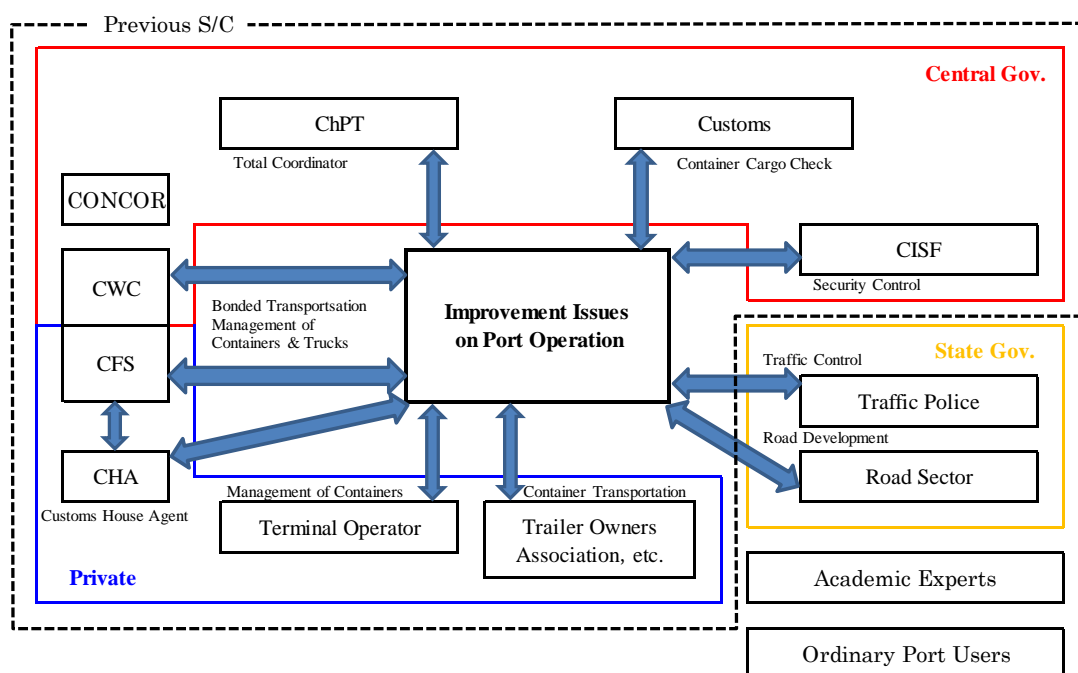 Previous S/C
Central Gov.
ChPT
Total Coordinator
Customs
Container Cargo Check
CONCOR
CWC
CISF
Security Control
Bonded Transportsation
Management of
Containers & Trucks
Improvement Issues
on Port Operation
CFS
State Gov.
Traffic Control
Traffic Police
Road Development
Road Sector
CHA
Customs House Agent
Management of Containers
Terminal Operator
Container Transportation
Trailer Owners
Association, etc.
Private
Academic Experts
Ordinary Port Users